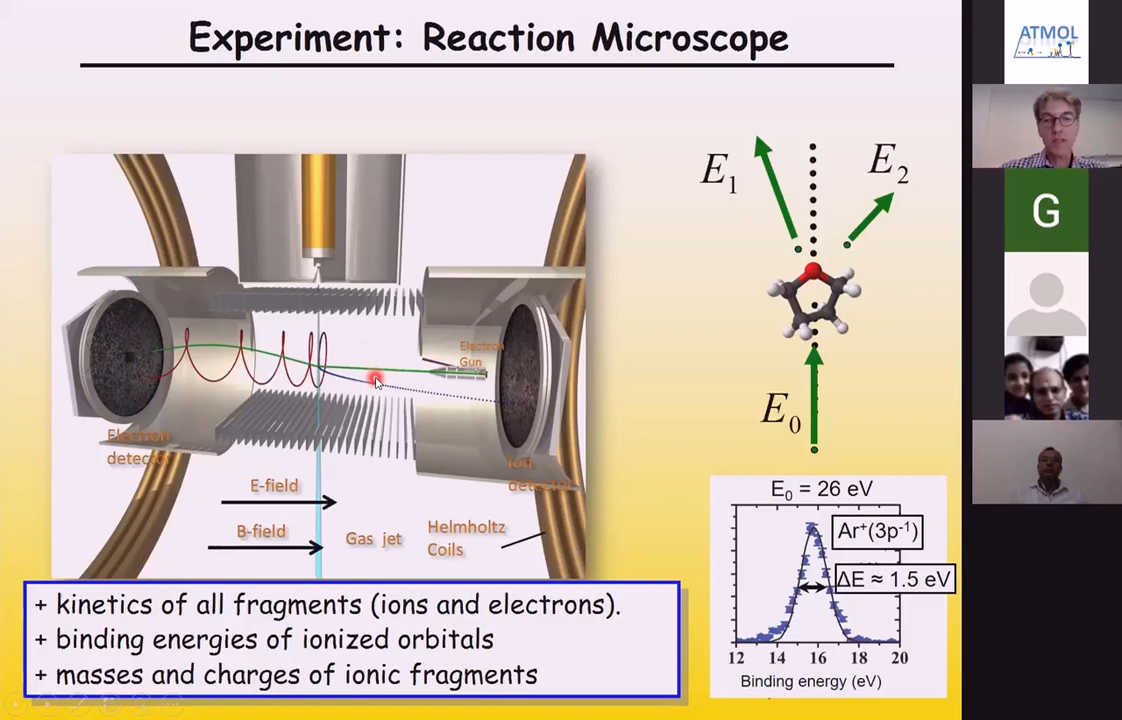 Experiment: Reaction Microscope
ATMOL
E1
E2
G
Electron
Gun
E0
Electron
detector
Ion
detector
E-field
B-field
Gas jet
Helmholtz
Coils
E0 = 26 eV
Ar+(3p-1)
ΔE ≈ 1.5 eV
12 14 16 18 20
Binding energy (eV)
+ kinetics of all fragments (ions and electrons).
+ binding energies of ionized orbitals
+ masses and charges of ionic fragments